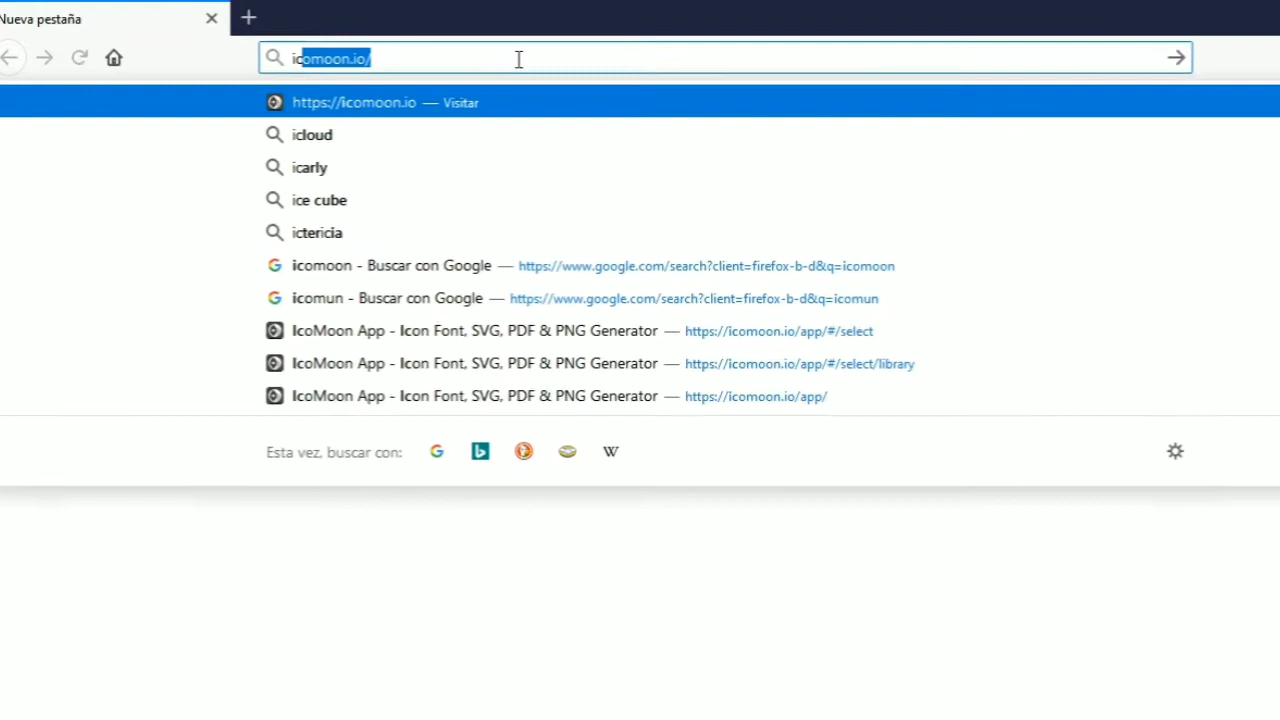 Nueva pestaña
icomoon.io/
https://icomoon.io — Visitar
icloud
icarly
ice cube
ictericia
icomoon - Buscar con Google — https://www.google.com/search?client=firefox-b-d&q=icomoon
icomun - Buscar con Google — https://www.google.com/search?client=firefox-b-d&q=icomun
IcoMoon App - Icon Font, SVG, PDF & PNG Generator — https://icomoon.io/app/#/select
IcoMoon App - Icon Font, SVG, PDF & PNG Generator — https://icomoon.io/app/#/select/library
IcoMoon App - Icon Font, SVG, PDF & PNG Generator — https://icomoon.io/app/
Esta vez, buscar con: